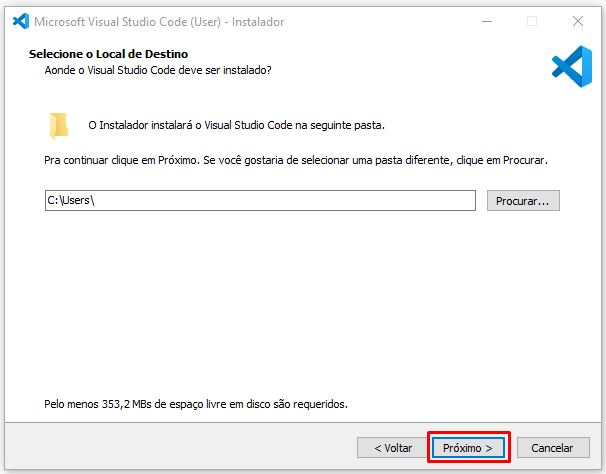 Microsoft Visual Studio Code (User) - Instalador
Selecione o Local de Destino
Aonde o Visual Studio Code deve ser instalado?
O Instalador instalará o Visual Studio Code na seguinte pasta.
Pra continuar clique em Próximo. Se você gostaria de selecionar uma pasta diferente, clique em Procurar.
C:\Users\
Procurar...
Pelo menos 353,2 MBs de espaço livre em disco são requeridos.
< Voltar
Próximo >
Cancelar